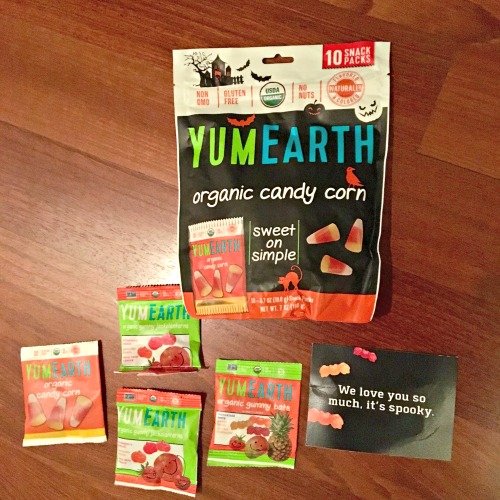 10 SNACK PACKS
NON GMO
GLUTEN FREE
USDA ORGANIC
NO NUTS
NATURALLY
YUMEARTH
organic candy corn
sweet
on
simple
YUMEARTH
organic
candy corn
YUMEARTH
YUMEARTH
organic
candy corn
YUMEARTH
YUMEARTH
organic gummy bats
We love you so
much, it's spooky.